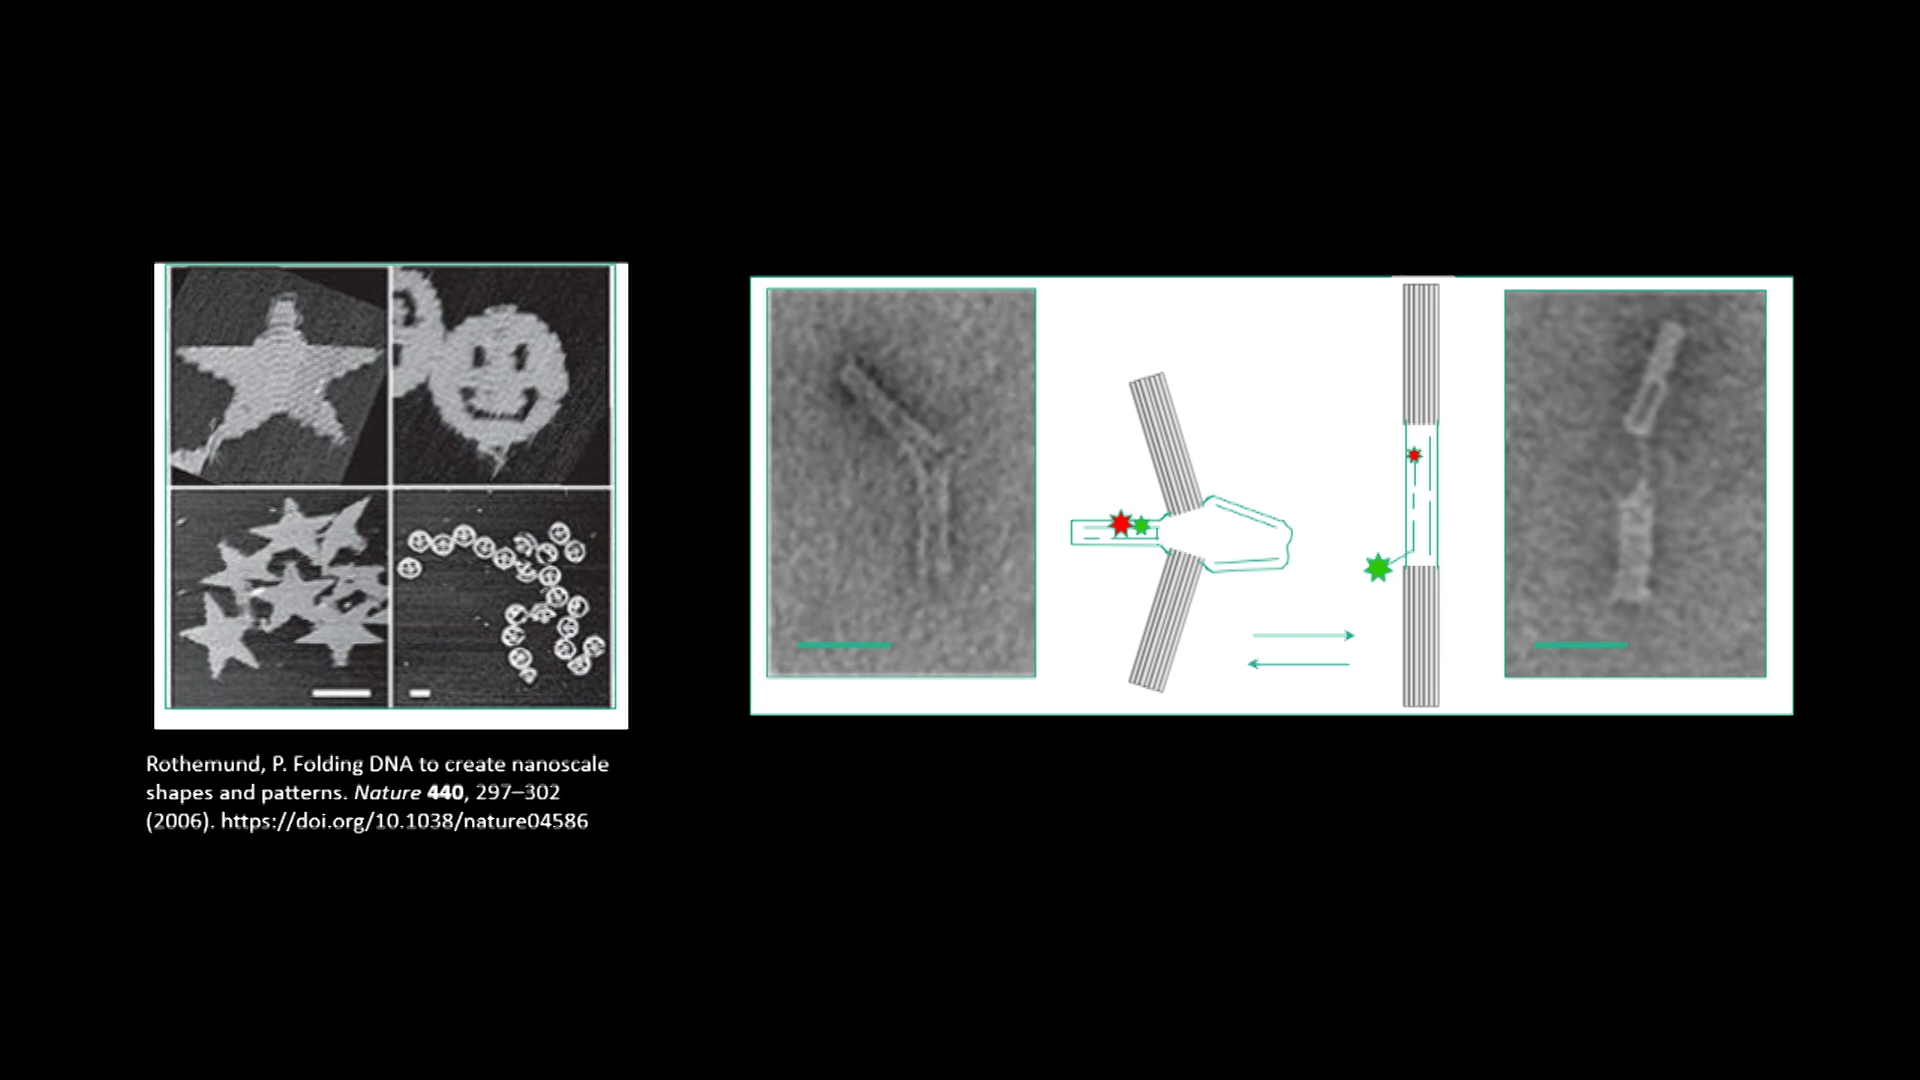 Rothemund, P. Folding DNA to create nanoscale
shapes and patterns. Nature 440, 297–302
(2006). https://doi.org/10.1038/nature04586